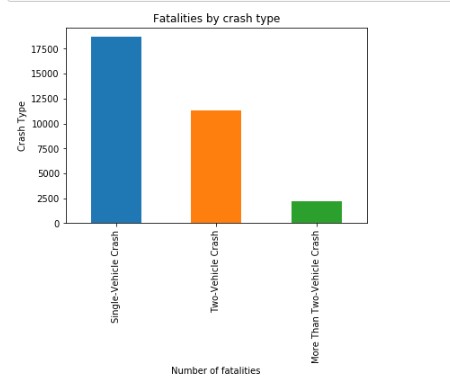 Fatalities by crash type
17500
15000
12500
10000
7500
5000
2500
0
Crash Type
Single-Vehicle Crash
Two-Vehicle Crash
More Than Two-Vehicle Crash
Number of fatalities